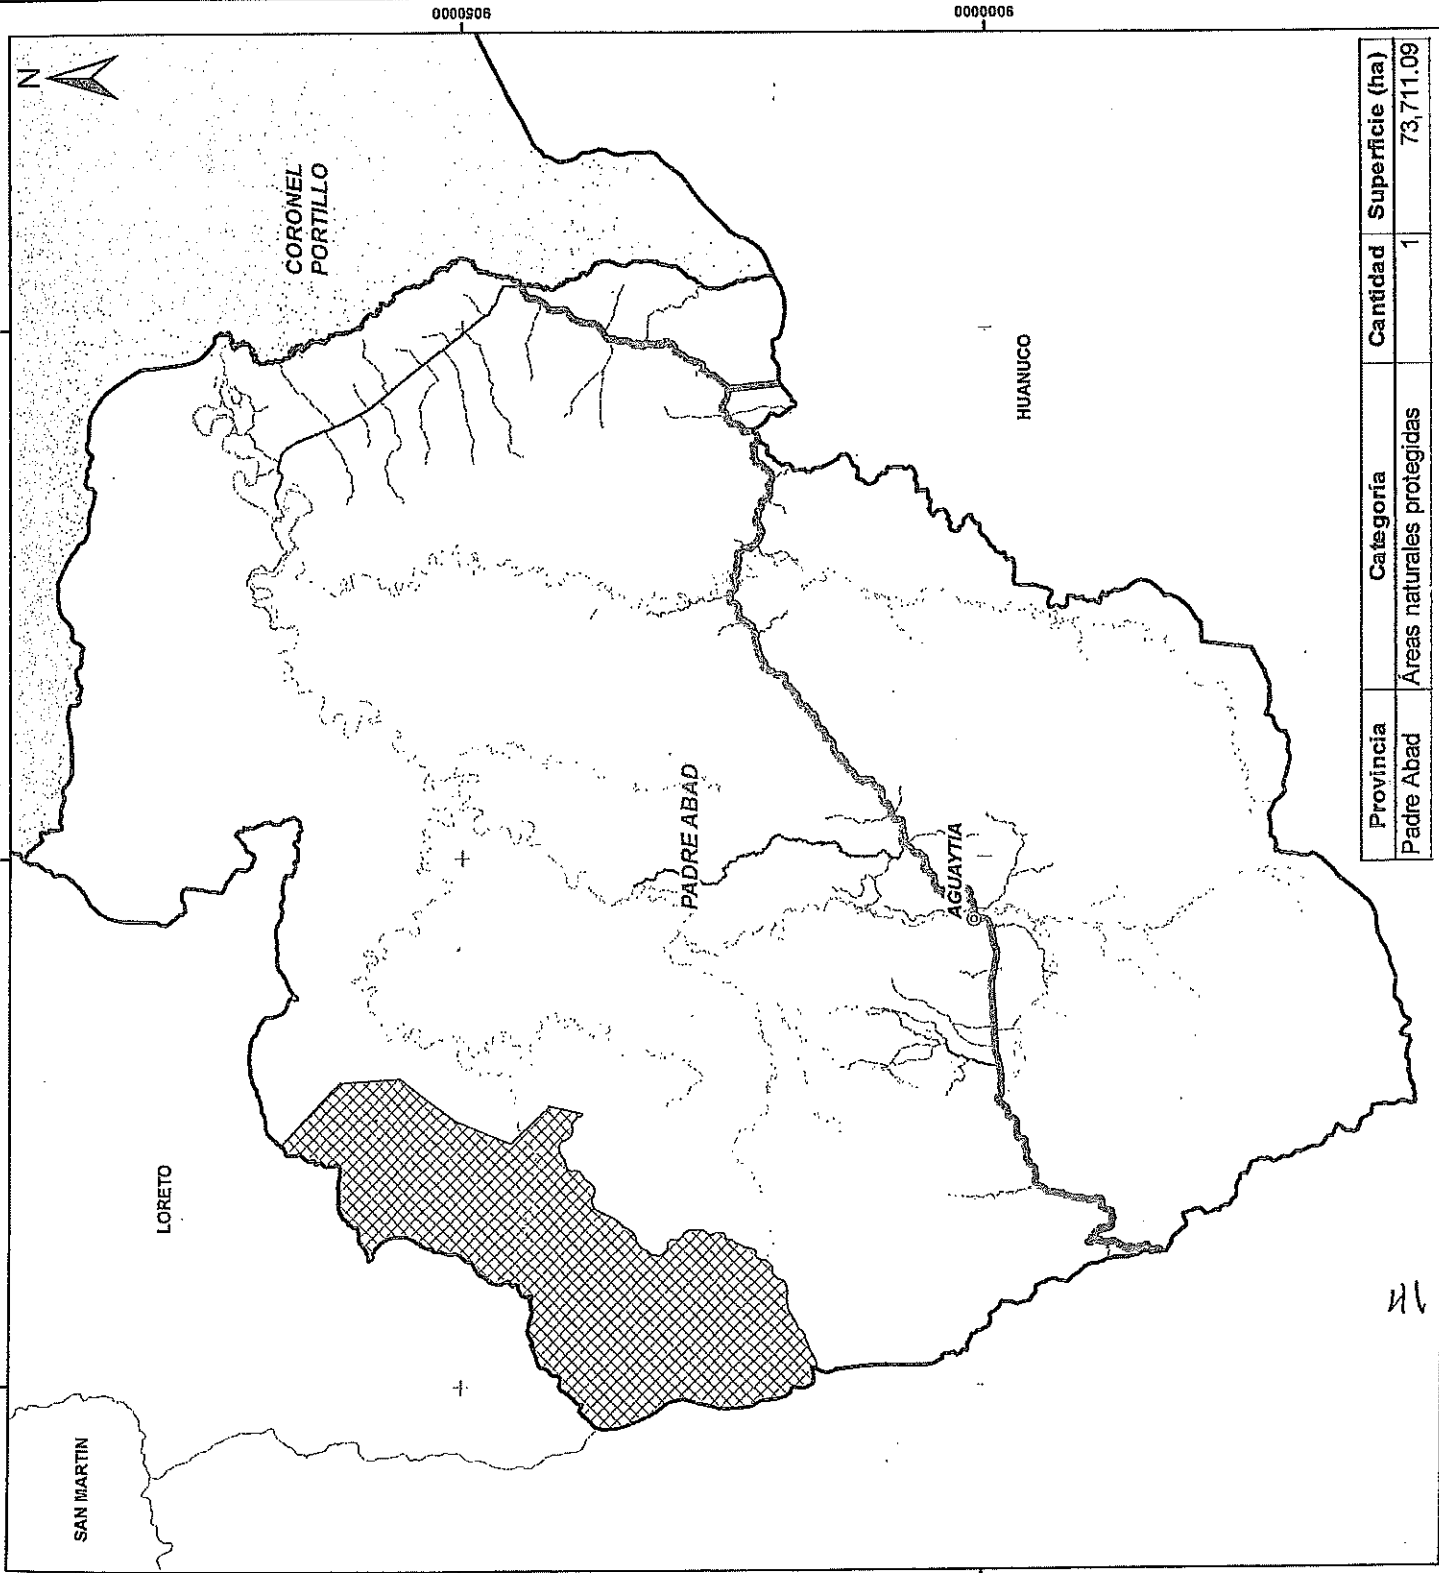 9050000
9000000
N
CORONEL
PORTILLO
SAN MARTIN
LORETO
PADRE ABAD
AGUAYTIA
HUANUCO
Provincia Categoría Cantidad Superficie (ha)
Padre Abad Áreas naturales protegidas 1 73,711.09
41